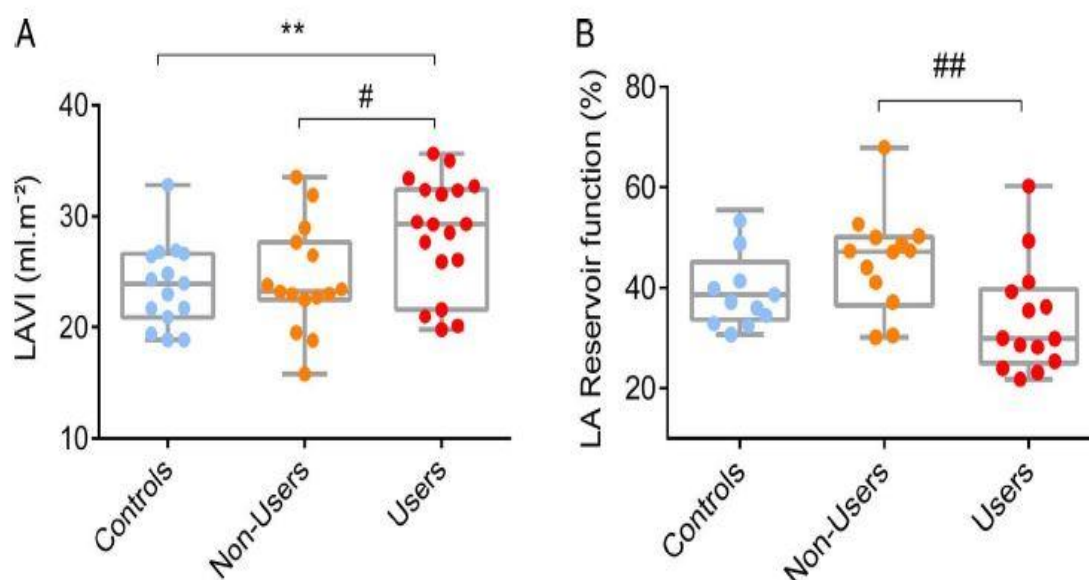 A
**
#
LAVI (ml.m⁻²)
40
30
20
10
Controls
Non-Users
Users
B
##
LA Reservoir function (%)
80
60
40
20
Controls
Non-Users
Users